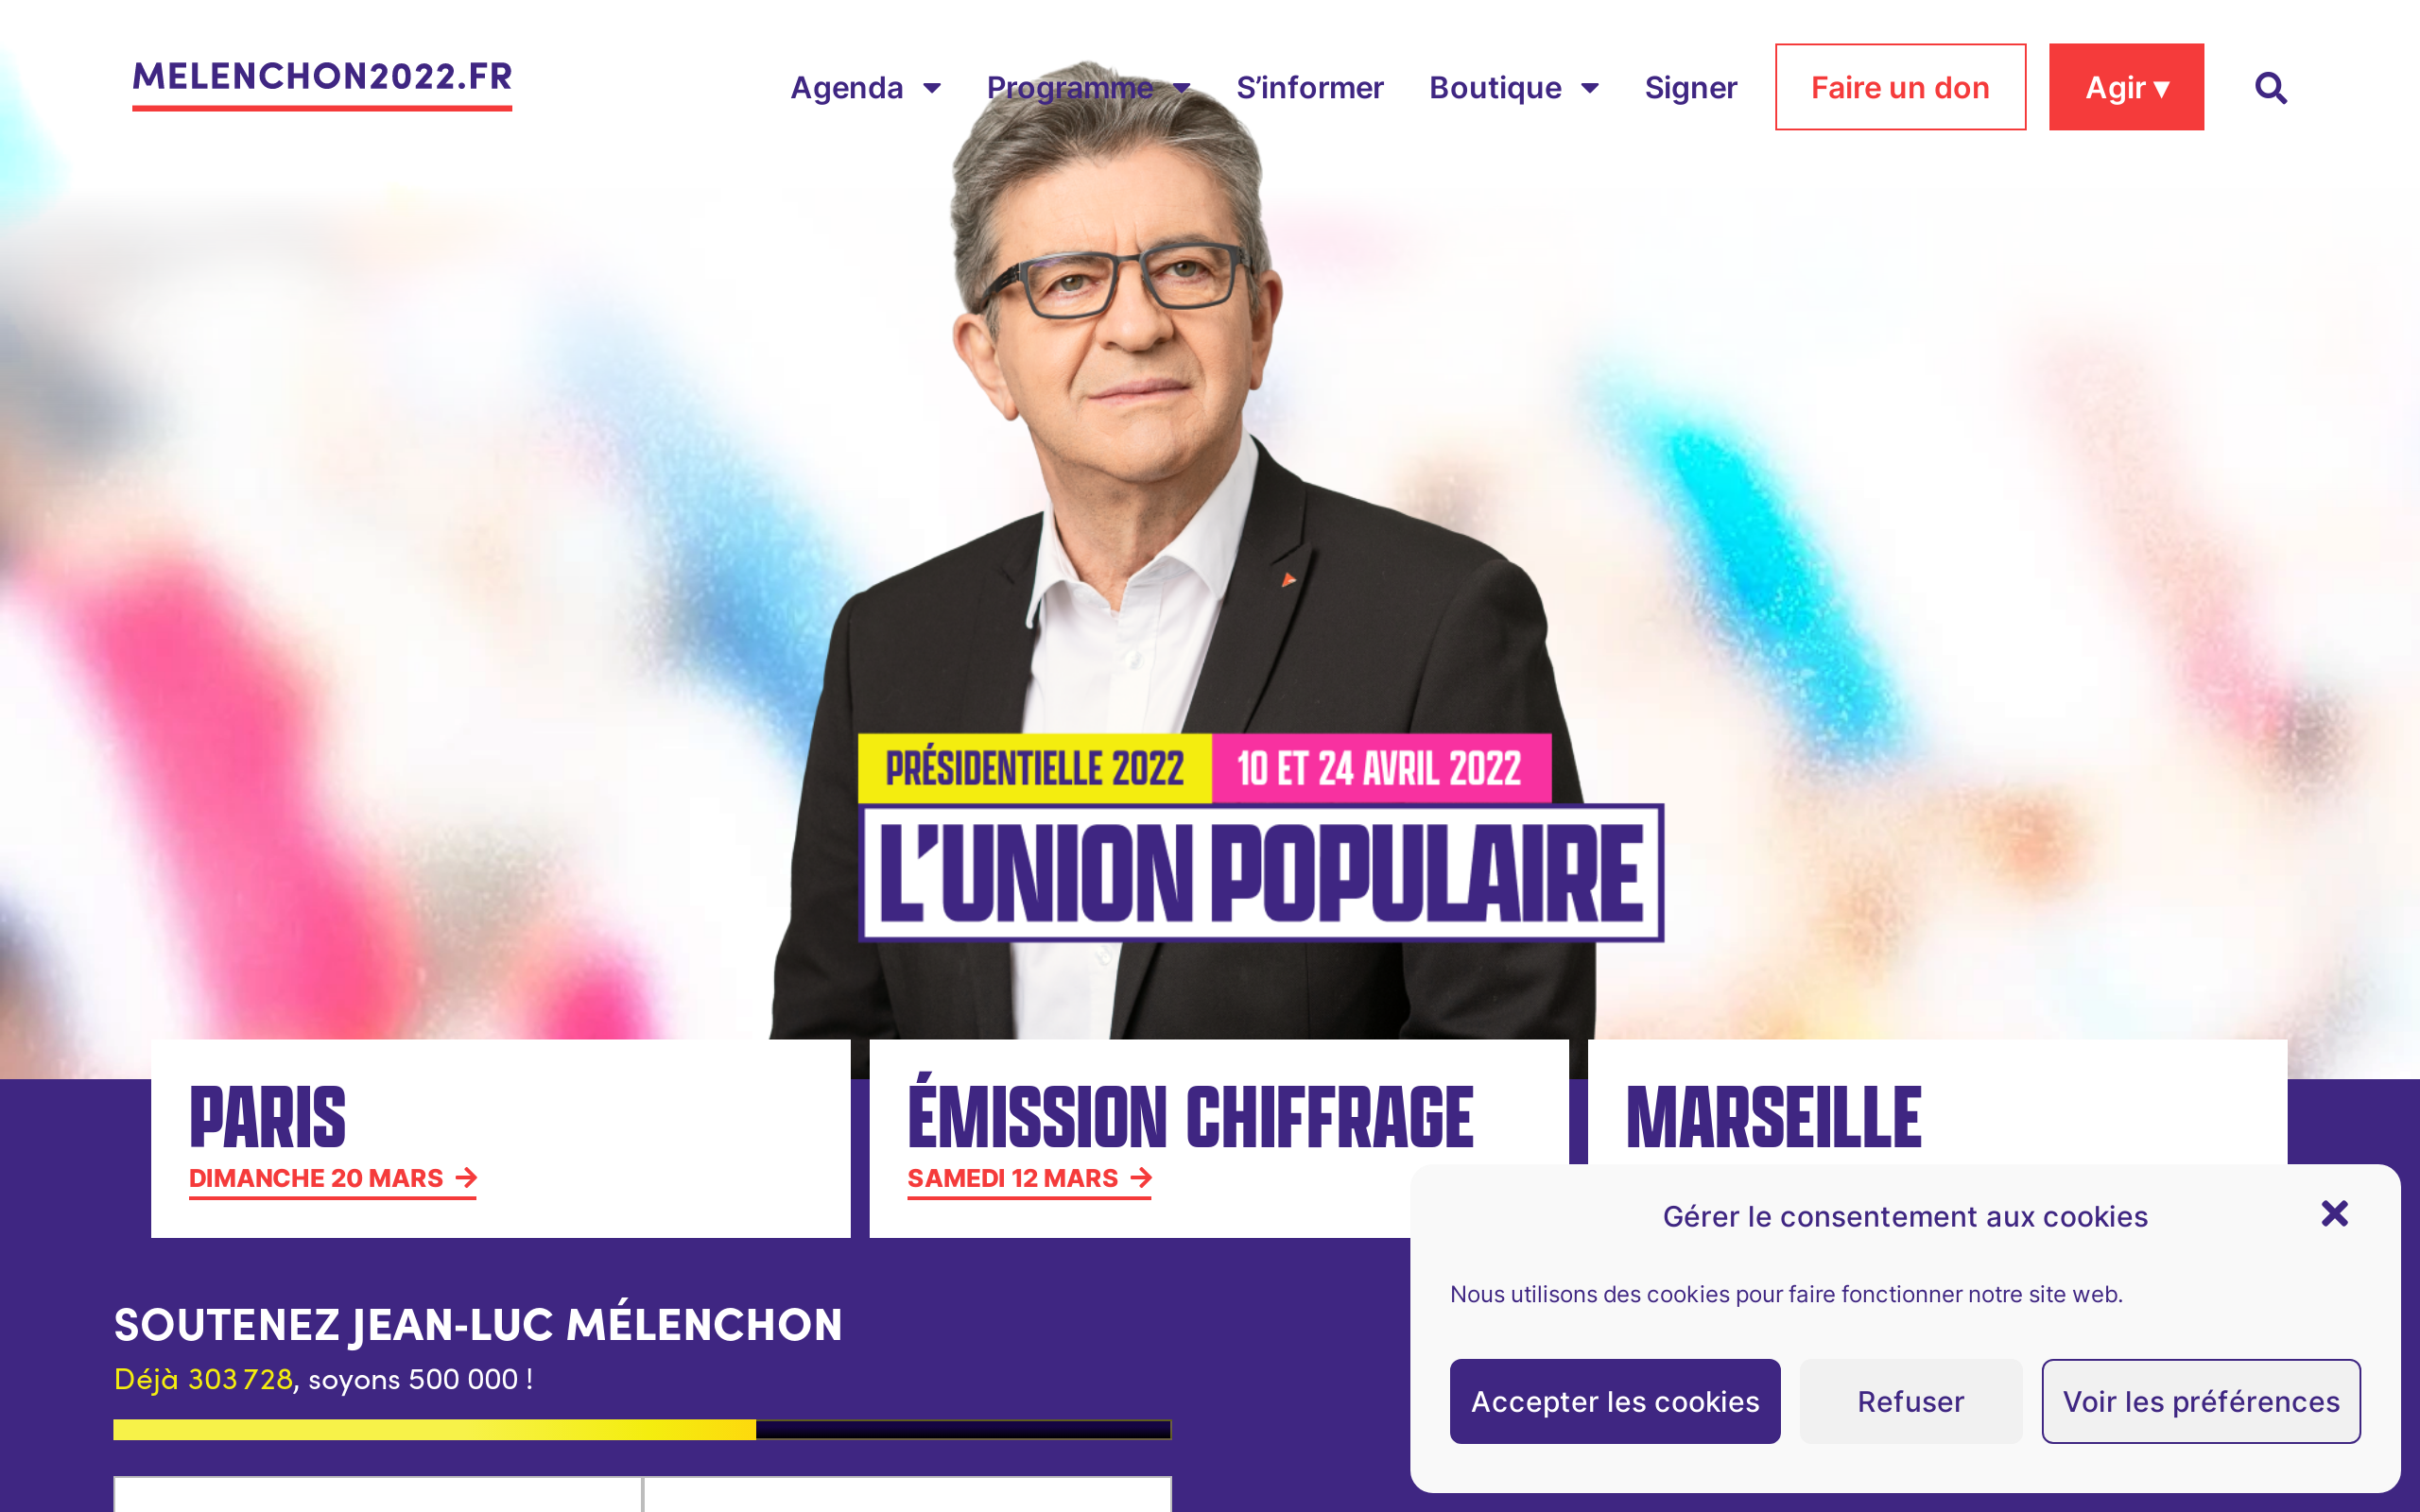 MELENCHON2022.FR
Agenda Programme S’informer Boutique Signer Faire un don Agir ▾
PRÉSIDENTIELLE 2022 10 ET 24 AVRIL 2022
L’UNION POPULAIRE
PARIS
DIMANCHE 20 MARS →
ÉMISSION CHIFFRAGE
SAMEDI 12 MARS →
MARSEILLE
SOUTENEZ JEAN-LUC MÉLENCHON
Déjà 303 728, soyons 500 000 !
Gérer le consentement aux cookies
Nous utilisons des cookies pour faire fonctionner notre site web.
Accepter les cookies Refuser Voir les préférences